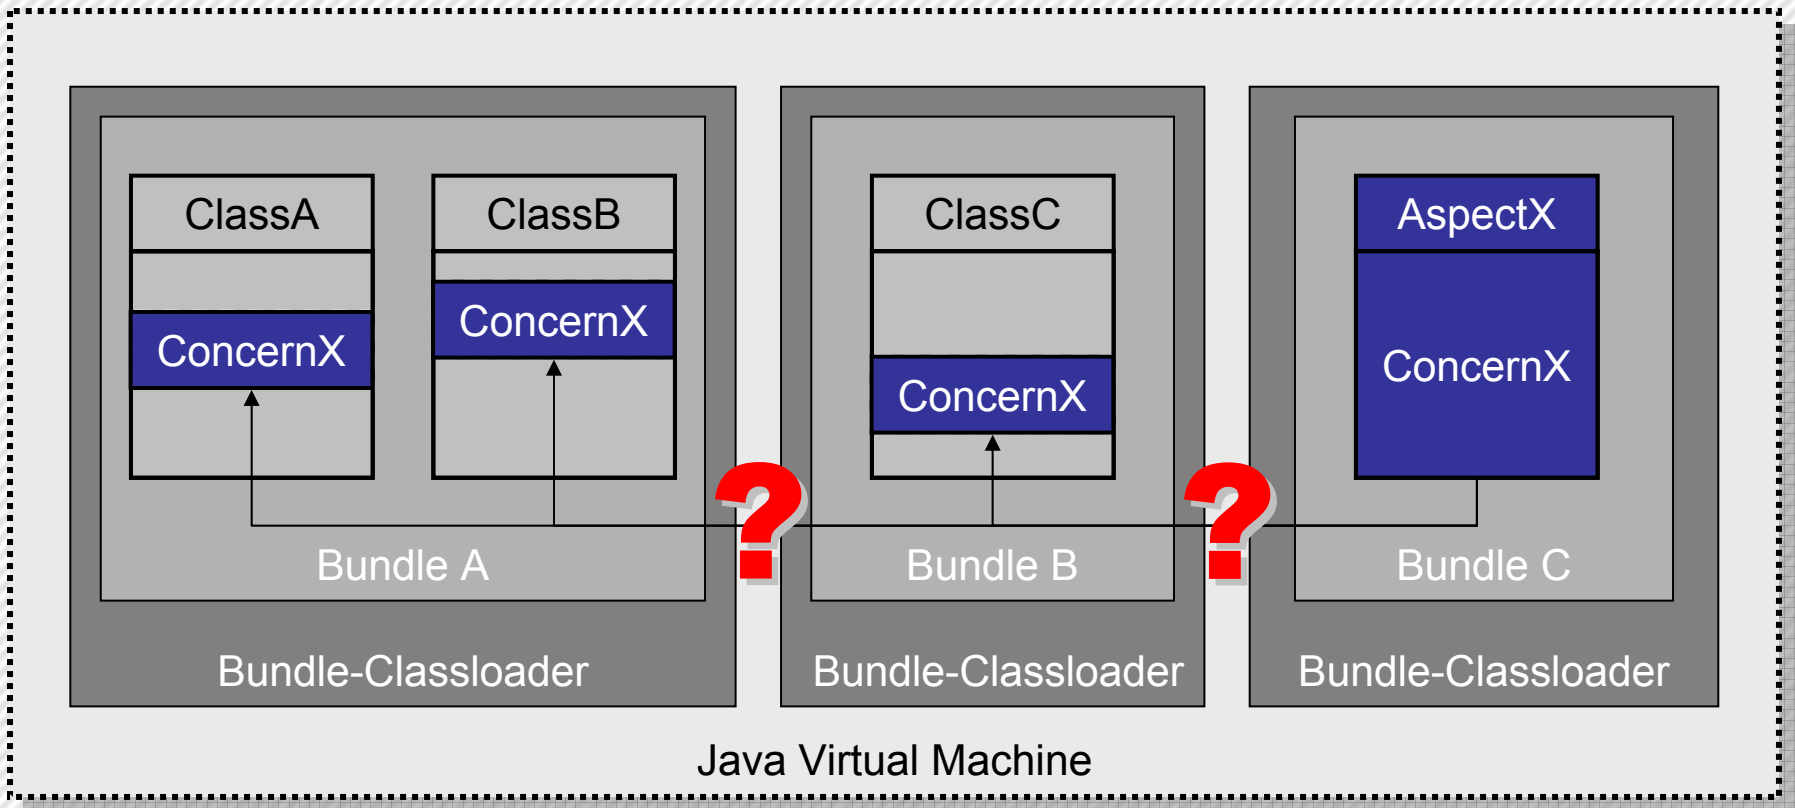 ClassA
ConcernX
ClassB
ConcernX
Bundle A
Bundle-Classloader
?
ClassC
ConcernX
Bundle B
Bundle-Classloader
?
AspectX
ConcernX
Bundle C
Bundle-Classloader
Java Virtual Machine